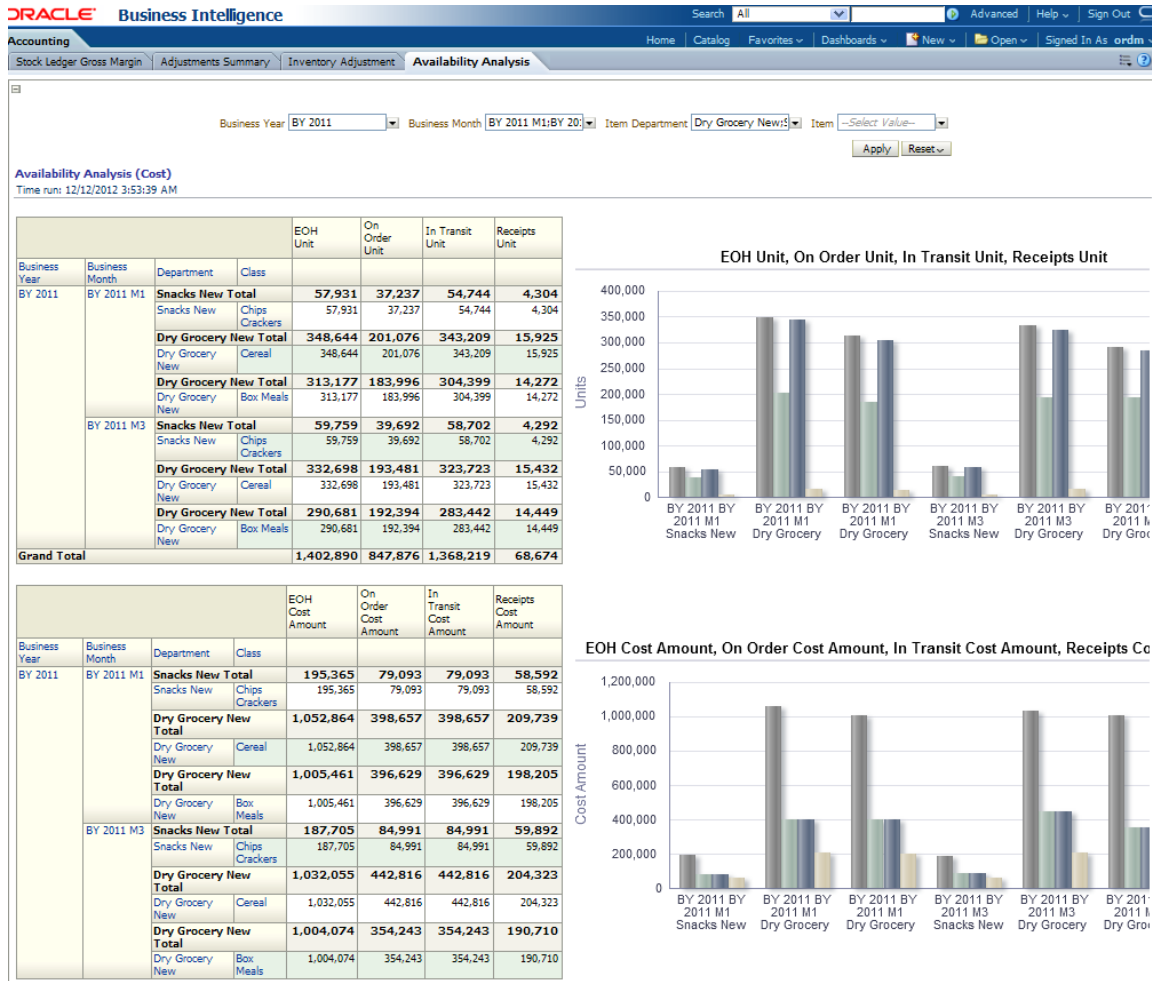 ORACLE Business Intelligence
Search All Advanced Help Sign Out
Accounting
Home Catalog Favorites Dashboards New Open Signed In As ordm
Stock Ledger Gross Margin Adjustments Summary Inventory Adjustment Availability Analysis
Business Year BY 2011 Business Month BY 2011 M1;BY 20: Item Department Dry Grocery New;S Item --Select Value--
Apply Reset
Availability Analysis (Cost)
Time run: 12/12/2012 3:53:39 AM
EOH Unit On Order Unit In Transit Unit Receipts Unit
Business Year Business Month Department Class
BY 2011 BY 2011 M1 Snacks New Total 57,931 37,237 54,744 4,304
Snacks New Chips Crackers 57,931 37,237 54,744 4,304
Dry Grocery New Total 348,644 201,076 343,209 15,925
Dry Grocery New Cereal 348,644 201,076 343,209 15,925
Dry Grocery New Total 313,177 183,996 304,399 14,272
Dry Grocery New Box Meals 313,177 183,996 304,399 14,272
BY 2011 M3 Snacks New Total 59,759 39,692 58,702 4,292
Snacks New Chips Crackers 59,759 39,692 58,702 4,292
Dry Grocery New Total 332,698 193,481 323,723 15,432
Dry Grocery New Cereal 332,698 193,481 323,723 15,432
Dry Grocery New Total 290,681 192,394 283,442 14,449
Dry Grocery New Box Meals 290,681 192,394 283,442 14,449
Grand Total 1,402,890 847,876 1,368,219 68,674
EOH Unit, On Order Unit, In Transit Unit, Receipts Unit
Units
400,000
350,000
300,000
250,000
200,000
150,000
100,000
50,000
0
BY 2011 BY 2011 M1 Snacks New
BY 2011 BY 2011 M1 Dry Grocery
BY 2011 BY 2011 M1 Dry Grocery
BY 2011 BY 2011 M3 Snacks New
BY 2011 BY 2011 M3 Dry Grocery
BY 201 2011 Dry Gro
EOH Cost Amount On Order Cost Amount In Transit Cost Amount Receipts Cost Amount
Business Year Business Month Department Class
BY 2011 BY 2011 M1 Snacks New Total 195,365 79,093 79,093 58,592
Snacks New Chips Crackers 195,365 79,093 79,093 58,592
Dry Grocery New Total 1,052,864 398,657 398,657 209,739
Dry Grocery New Cereal 1,052,864 398,657 398,657 209,739
Dry Grocery New Total 1,005,461 396,629 396,629 198,205
Dry Grocery New Box Meals 1,005,461 396,629 396,629 198,205
BY 2011 M3 Snacks New Total 187,705 84,991 84,991 59,892
Snacks New Chips Crackers 187,705 84,991 84,991 59,892
Dry Grocery New Total 1,032,055 442,816 442,816 204,323
Dry Grocery New Cereal 1,032,055 442,816 442,816 204,323
Dry Grocery New Total 1,004,074 354,243 354,243 190,710
Dry Grocery New Box Meals 1,004,074 354,243 354,243 190,710
EOH Cost Amount, On Order Cost Amount, In Transit Cost Amount, Receipts Co
Cost Amount
1,200,000
1,000,000
800,000
600,000
400,000
200,000
0
BY 2011 BY 2011 M1 Snacks New
BY 2011 BY 2011 M1 Dry Grocery
BY 2011 BY 2011 M1 Dry Grocery
BY 2011 BY 2011 M3 Snacks New
BY 2011 BY 2011 M3 Dry Grocery
BY 201 2011 Dry Gro